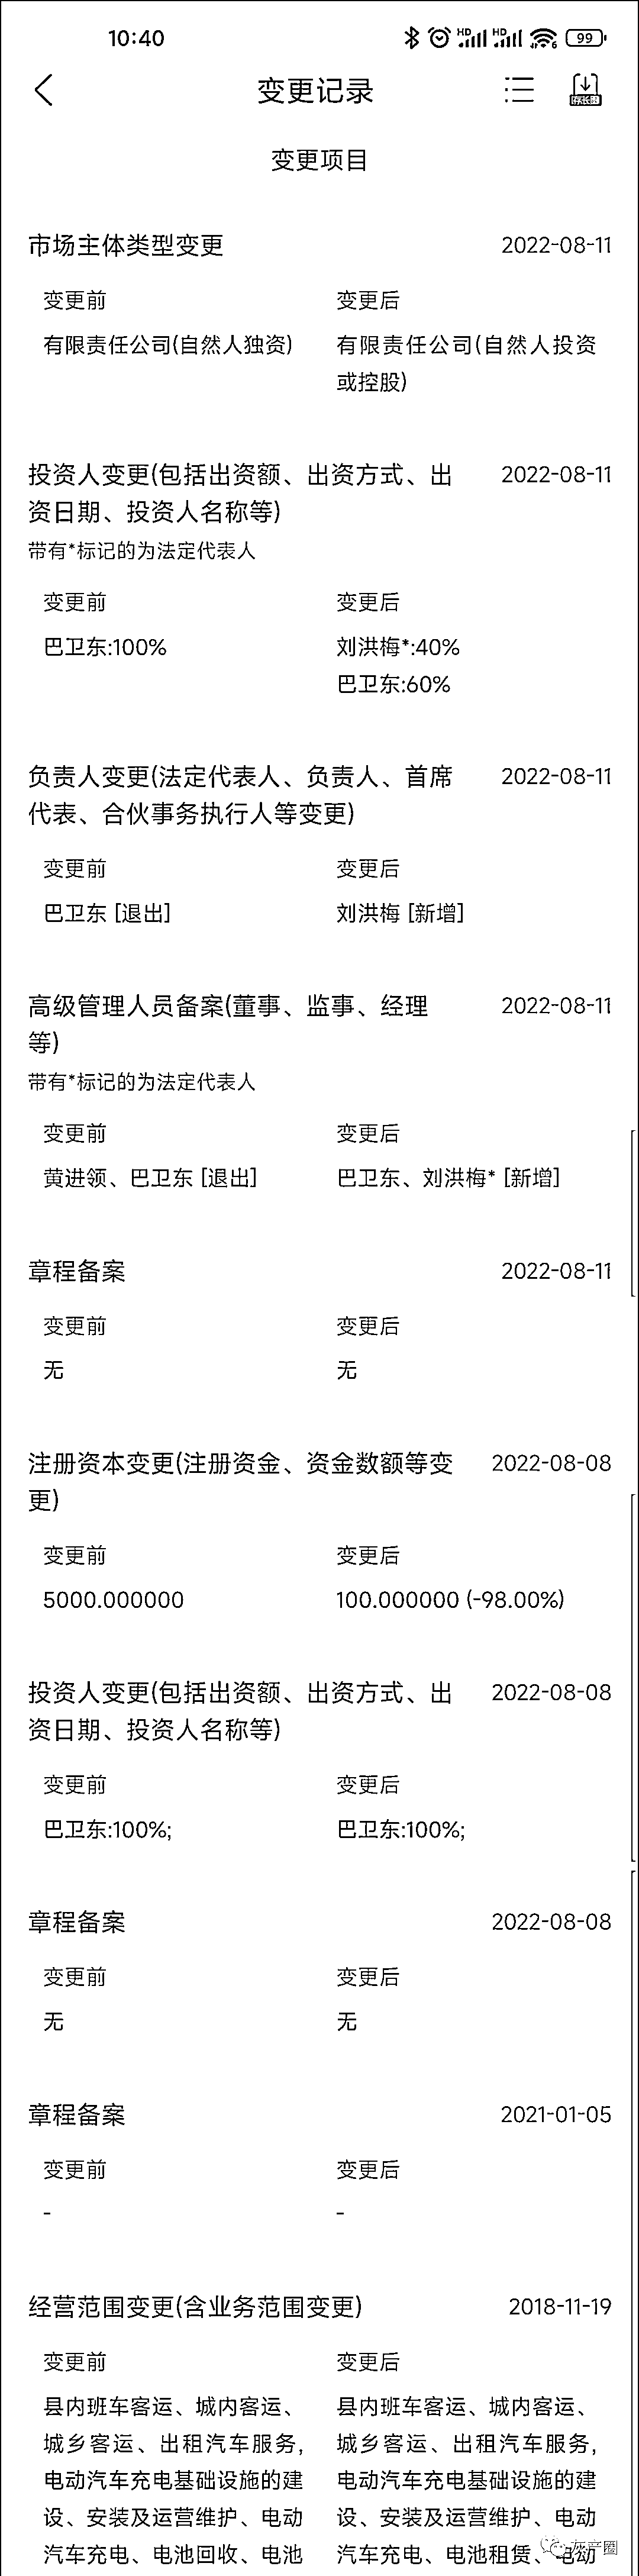 10:40
HD HD 6 99
变更记录
存长图
变更项目
市场主体类型变更 2022-08-11
变更前 变更后
有限责任公司(自然人独资) 有限责任公司(自然人投资
或控股)
投资人变更(包括出资额、出资方式、出 2022-08-11
资日期、投资人名称等)
带有*标记的为法定代表人
变更前 变更后
巴卫东:100% 刘洪梅*:40%
巴卫东:60%
负责人变更(法定代表人、负责人、首席 2022-08-11
代表、合伙事务执行人等变更)
变更前 变更后
巴卫东 [退出] 刘洪梅 [新增]
高级管理人员备案(董事、监事、经理 2022-08-11
等)
带有*标记的为法定代表人
变更前 变更后
黄进领、巴卫东 [退出] 巴卫东、刘洪梅* [新增]
章程备案 2022-08-11
变更前 变更后
无 无
注册资本变更(注册资金、资金数额等变 2022-08-08
更)
变更前 变更后
5000.000000 100.000000 (-98.00%)
投资人变更(包括出资额、出资方式、出 2022-08-08
资日期、投资人名称等)
变更前 变更后
巴卫东:100%; 巴卫东:100%;
章程备案 2022-08-08
变更前 变更后
无 无
章程备案 2021-01-05
变更前 变更后
- -
经营范围变更(含业务范围变更) 2018-11-19
变更前 变更后
县内班车客运、城内客运、 县内班车客运、城内客运、
城乡客运、出租汽车服务, 城乡客运、出租汽车服务,
电动汽车充电基础设施的建 电动汽车充电基础设施的建
设、安装及运营维护、电动 设、安装及运营维护、电动
汽车充电、电池回收、电池 汽车充电、电池租赁、电动
灰产圈